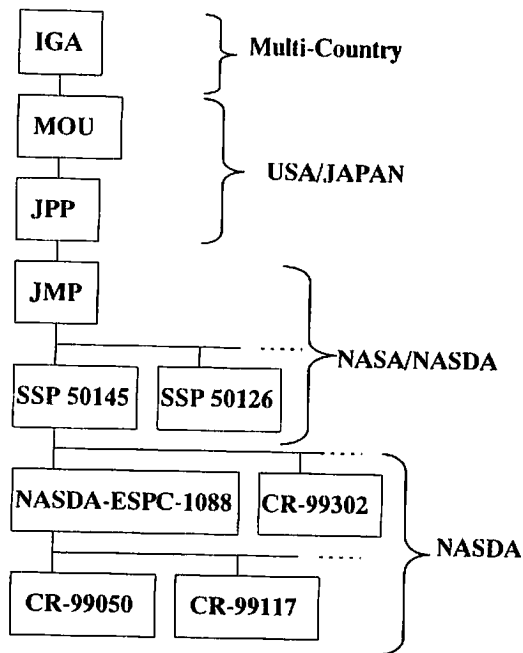 IGA
Multi-Country
MOU
USA/JAPAN
JPP
JMP
NASA/NASDA
SSP 50145
SSP 50126
NASDA-ESPC-1088
CR-99302
NASDA
CR-99050
CR-99117